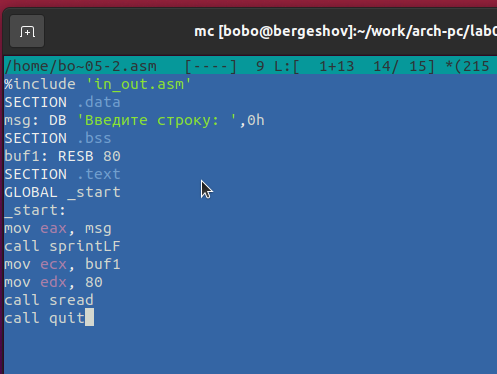 mc [bobo@bergeshov]:~/work/arch-pc/lab0
/home/bo~05-2.asm [----] 9 L:[ 1+13 14/ 15] *(215
%include 'in_out.asm'
SECTION .data
msg: DB 'Введите строку: ',0h
SECTION .bss
buf1: RESB 80
SECTION .text
GLOBAL _start
_start:
mov eax, msg
call sprintLF
mov ecx, buf1
mov edx, 80
call sread
call quit